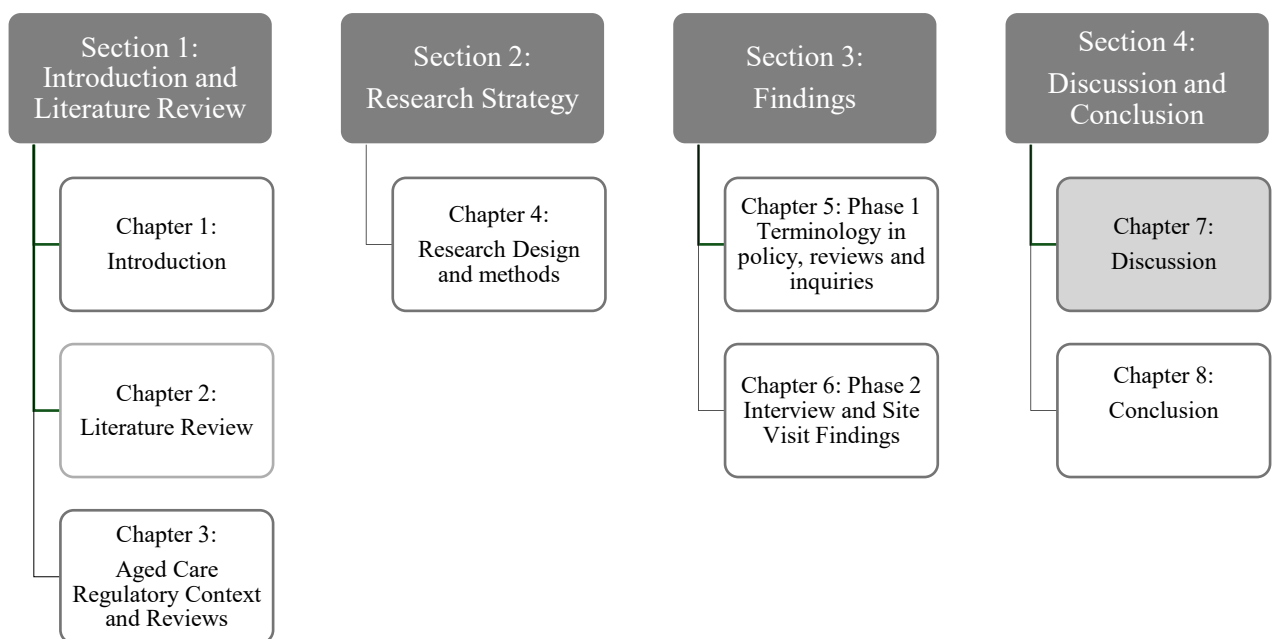 Section 1:
Introduction and
Literature Review
Chapter 1:
Introduction
Chapter 2:
Literature Review
Chapter 3:
Aged Care
Regulatory Context
and Reviews
Section 2:
Research Strategy
Chapter 4:
Research Design
and methods
Section 3:
Findings
Chapter 5: Phase 1
Terminology in
policy, reviews and
inquiries
Chapter 6: Phase 2
Interview and Site
Visit Findings
Section 4:
Discussion and
Conclusion
Chapter 7:
Discussion
Chapter 8:
Conclusion